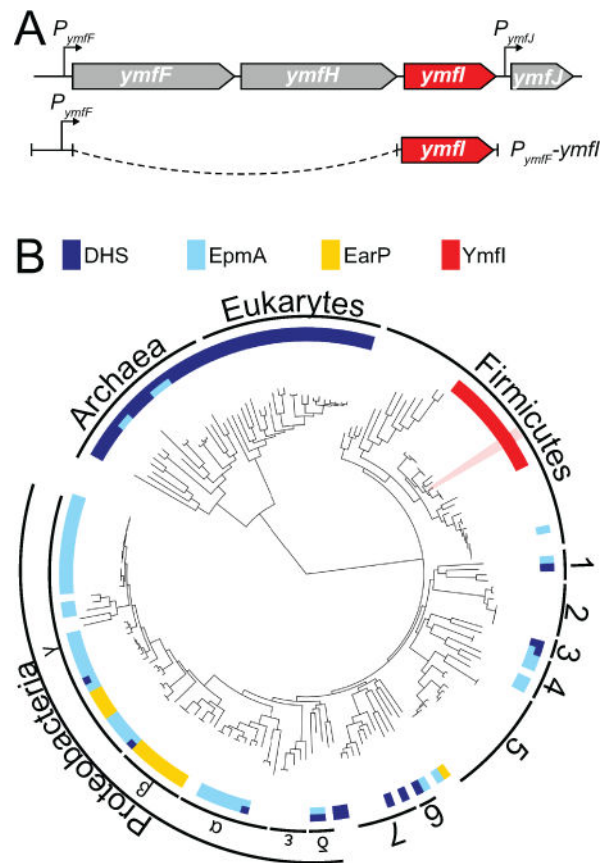 A
PymfF
PymfJ
ymfF ymfH ymfI ymfJ
PymfF
ymfI PymfF-ymfI
B
DHS EpmA EarP YmfI
Eukarytes
Archaea
Firmicutes
1
2
3
4
5
6
7
δ
ε
α
β
γ
Proteobacteria